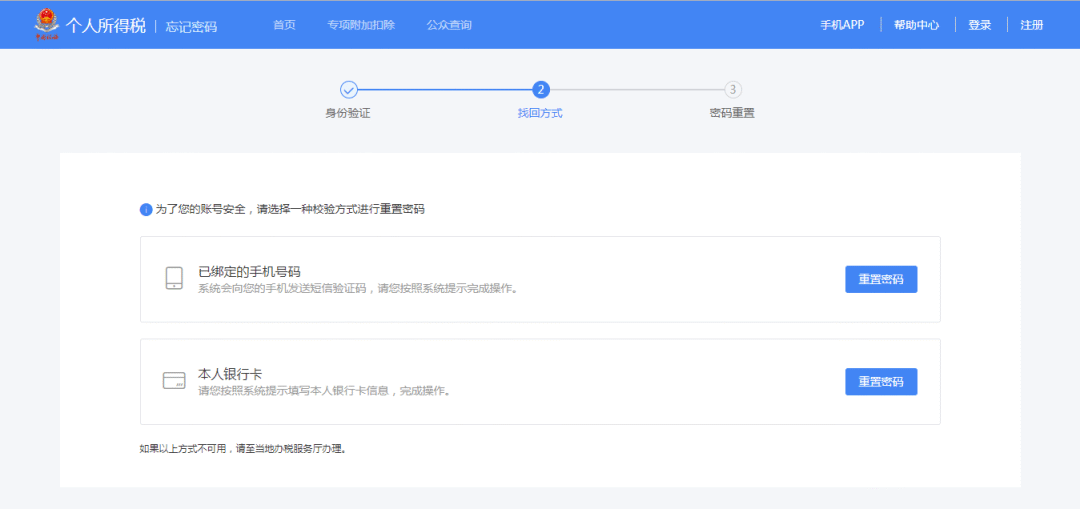 个人所得税 | 忘记密码 首页 专项附加扣除 公众查询 手机APP 帮助中心 登录 注册
2 3
身份验证 找回方式 密码重置
为了您的账号安全，请选择一种校验方式进行重置密码
已绑定的手机号码
系统会向您的手机发送短信验证码，请您按照系统提示完成操作。
重置密码
本人银行卡
请您按照系统提示填写本人银行卡信息，完成操作。
重置密码
如果以上方式不可用，请至当地办税服务厅办理。